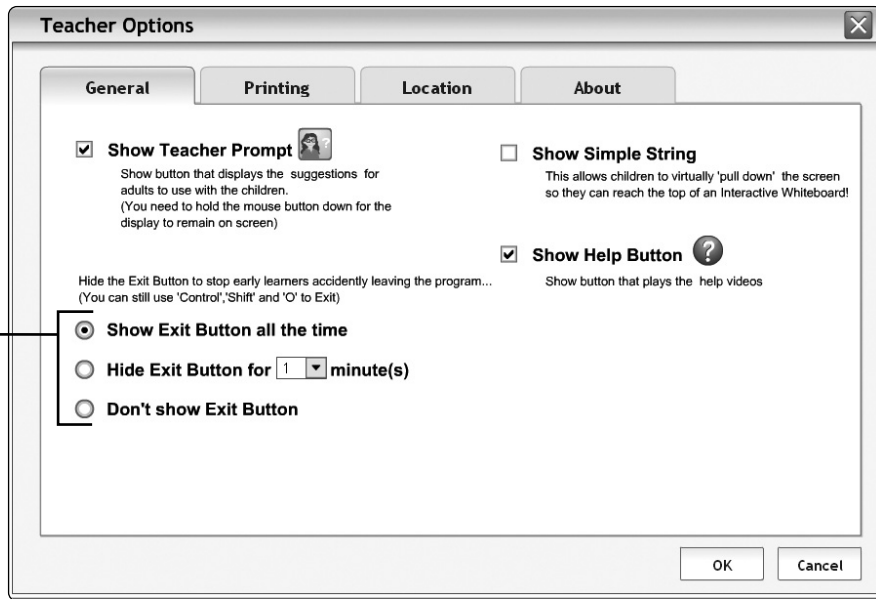 Teacher Options
General
Printing
Location
About
Show Teacher Prompt
Show button that displays the suggestions for
adults to use with the children.
(You need to hold the mouse button down for the
display to remain on screen)
Show Simple String
This allows children to virtually 'pull down' the screen
so they can reach the top of an Interactive Whiteboard!
Show Help Button ?
Show button that plays the help videos
Hide the Exit Button to stop early learners accidently leaving the program...
(You can still use 'Control','Shift' and 'O' to Exit)
Show Exit Button all the time
Hide Exit Button for 1 minute(s)
Don't show Exit Button
OK
Cancel